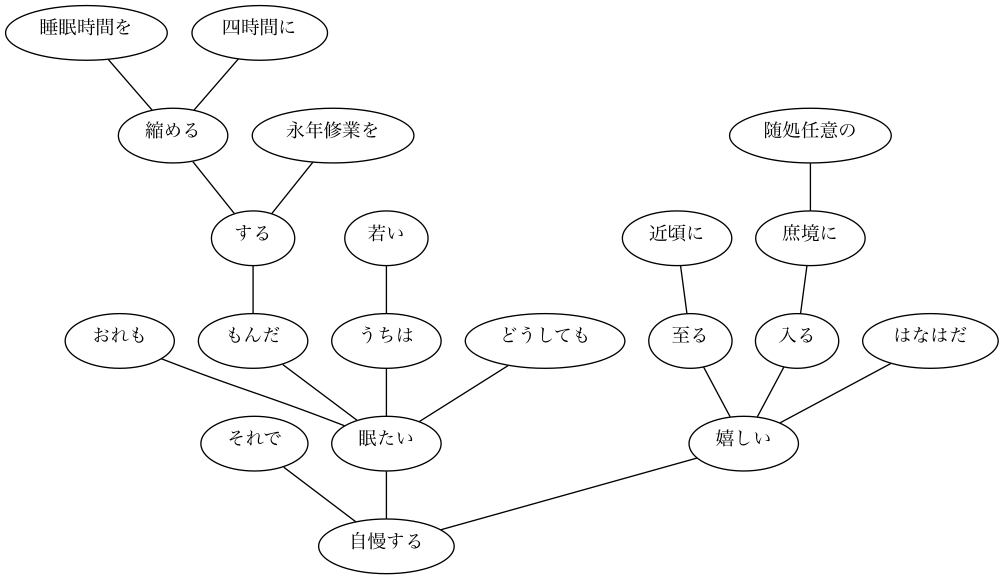 睡眠時間を
四時間に
縮める
永年修業を
随処任意の
する
若い
近頃に
庶境に
おれも
もんだ
うちは
どうしても
至る
入る
はなはだ
それで
眠たい
嬉しい
自慢する